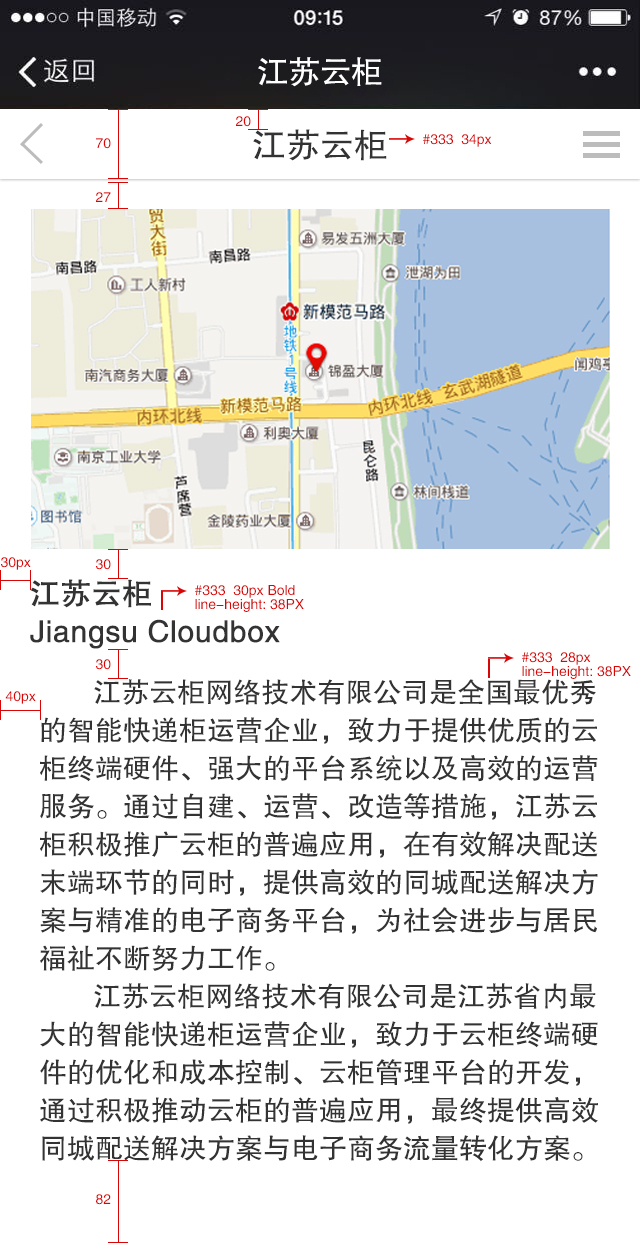 中国移动 09:15 87%
返回 江苏云柜
20
70 江苏云柜 #333 34px
27
贸大街
易发五洲大厦
南昌路 南昌路
泄湖为田
工人新村
新模范马路
地铁1号线
南汽商务大厦 锦盈大厦
闻鸡亭
内环北线 新模范马路 内环北线 玄武湖隧道
利奥大厦
昆仑路
南京工业大学
芦席营
林间栈道
图书馆
金陵药业大厦
30px 30
江苏云柜 #333 30px Bold
line-height: 38PX
Jiangsu Cloudbox
30 #333 28px
line-height: 38PX
40px
江苏云柜网络技术有限公司是全国最优秀
的智能快递柜运营企业，致力于提供优质的云
柜终端硬件、强大的平台系统以及高效的运营
服务。通过自建、运营、改造等措施，江苏云
柜积极推广云柜的普遍应用，在有效解决配送
末端环节的同时，提供高效的同城配送解决方
案与精准的电子商务平台，为社会进步与居民
福祉不断努力工作。
江苏云柜网络技术有限公司是江苏省内最
大的智能快递柜运营企业，致力于云柜终端硬
件的优化和成本控制、云柜管理平台的开发，
通过积极推动云柜的普遍应用，最终提供高效
同城配送解决方案与电子商务流量转化方案。
82